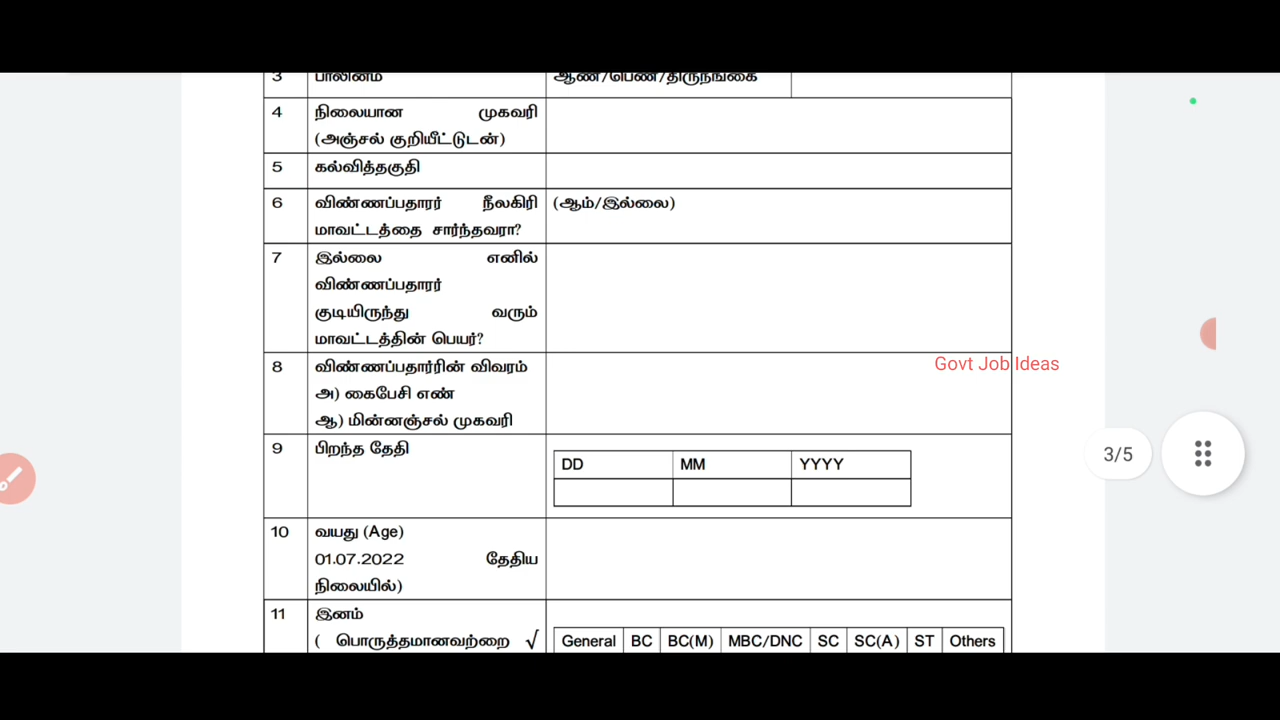 3 பாலினம் ஆண்/பெண்/திருநங்கை
4 நிலையான முகவரி
(அஞ்சல் குறியீட்டுடன்)
5 கல்வித்தகுதி
6 விண்ணப்பதாரர் நீலகிரி (ஆம்/இல்லை)
மாவட்டத்தை சார்ந்தவரா?
7 இல்லை எனில்
விண்ணப்பதாரர்
குடியிருந்து வரும்
மாவட்டத்தின் பெயர்?
8 விண்ணப்பதார்ரின் விவரம்
Govt Job Ideas
அ) கைபேசி எண்
ஆ) மின்னஞ்சல் முகவரி
9 பிறந்த தேதி
DD MM YYYY
3/5
10 வயது (Age)
01.07.2022 தேதிய
நிலையில்)
11 இனம்
( பொருத்தமானவற்றை √ General BC BC(M) MBC/DNC SC SC(A) ST Others